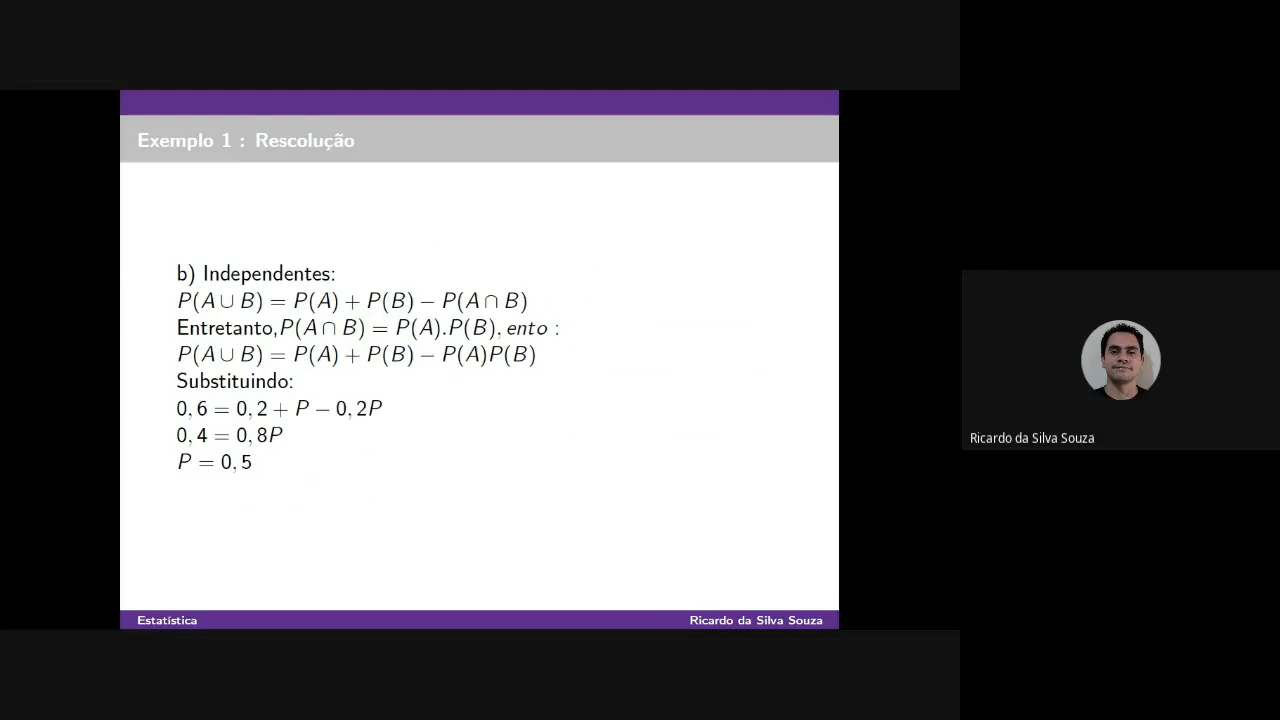 Exemplo 1 : Rescolução
b) Independentes:
P(A ∪ B) = P(A) + P(B) − P(A ∩ B)
Entretanto,P(A ∩ B) = P(A).P(B), ento :
P(A ∪ B) = P(A) + P(B) − P(A)P(B)
Substituindo:
0, 6 = 0, 2 + P − 0, 2P
0, 4 = 0, 8P
P = 0, 5
Estatística
Ricardo da Silva Souza
Ricardo da Silva Souza